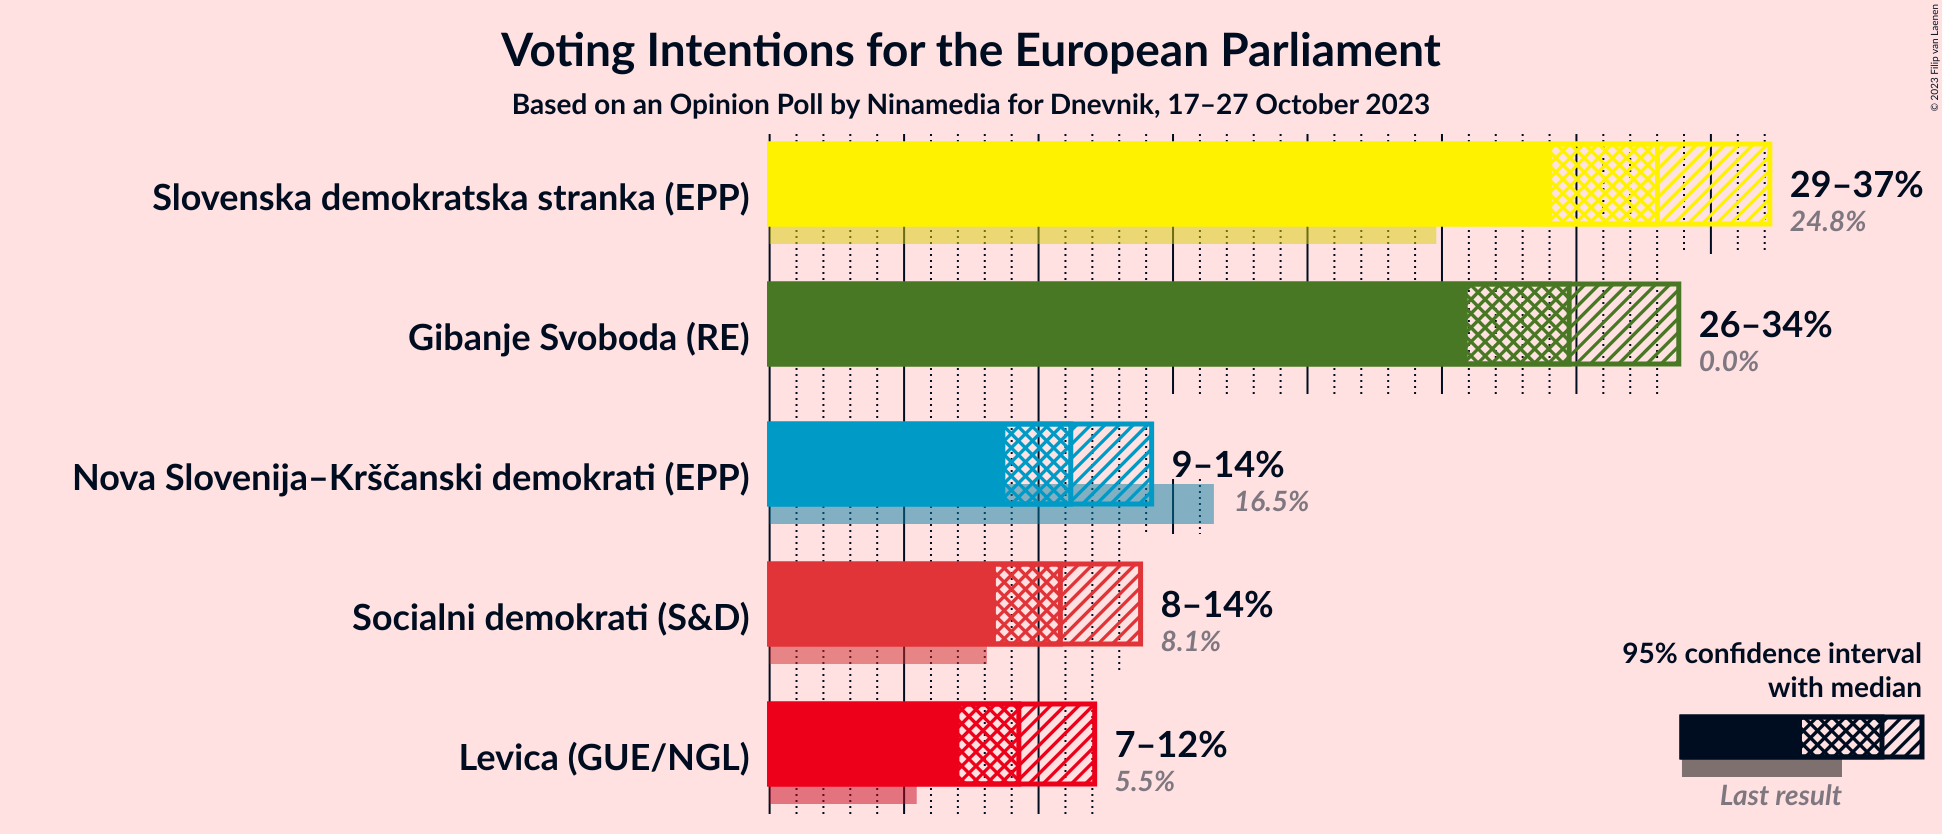 Voting Intentions for the European Parliament
Based on an Opinion Poll by Ninamedia for Dnevnik, 17–27 October 2023
© 2023 Filip van Laenen
Slovenska demokratska stranka (EPP)
29–37%
24.8%
Gibanje Svoboda (RE)
26–34%
0.0%
Nova Slovenija–Krščanski demokrati (EPP)
9–14%
16.5%
Socialni demokrati (S&D)
8–14%
8.1%
Levica (GUE/NGL)
7–12%
5.5%
95% confidence interval
with median
Last result